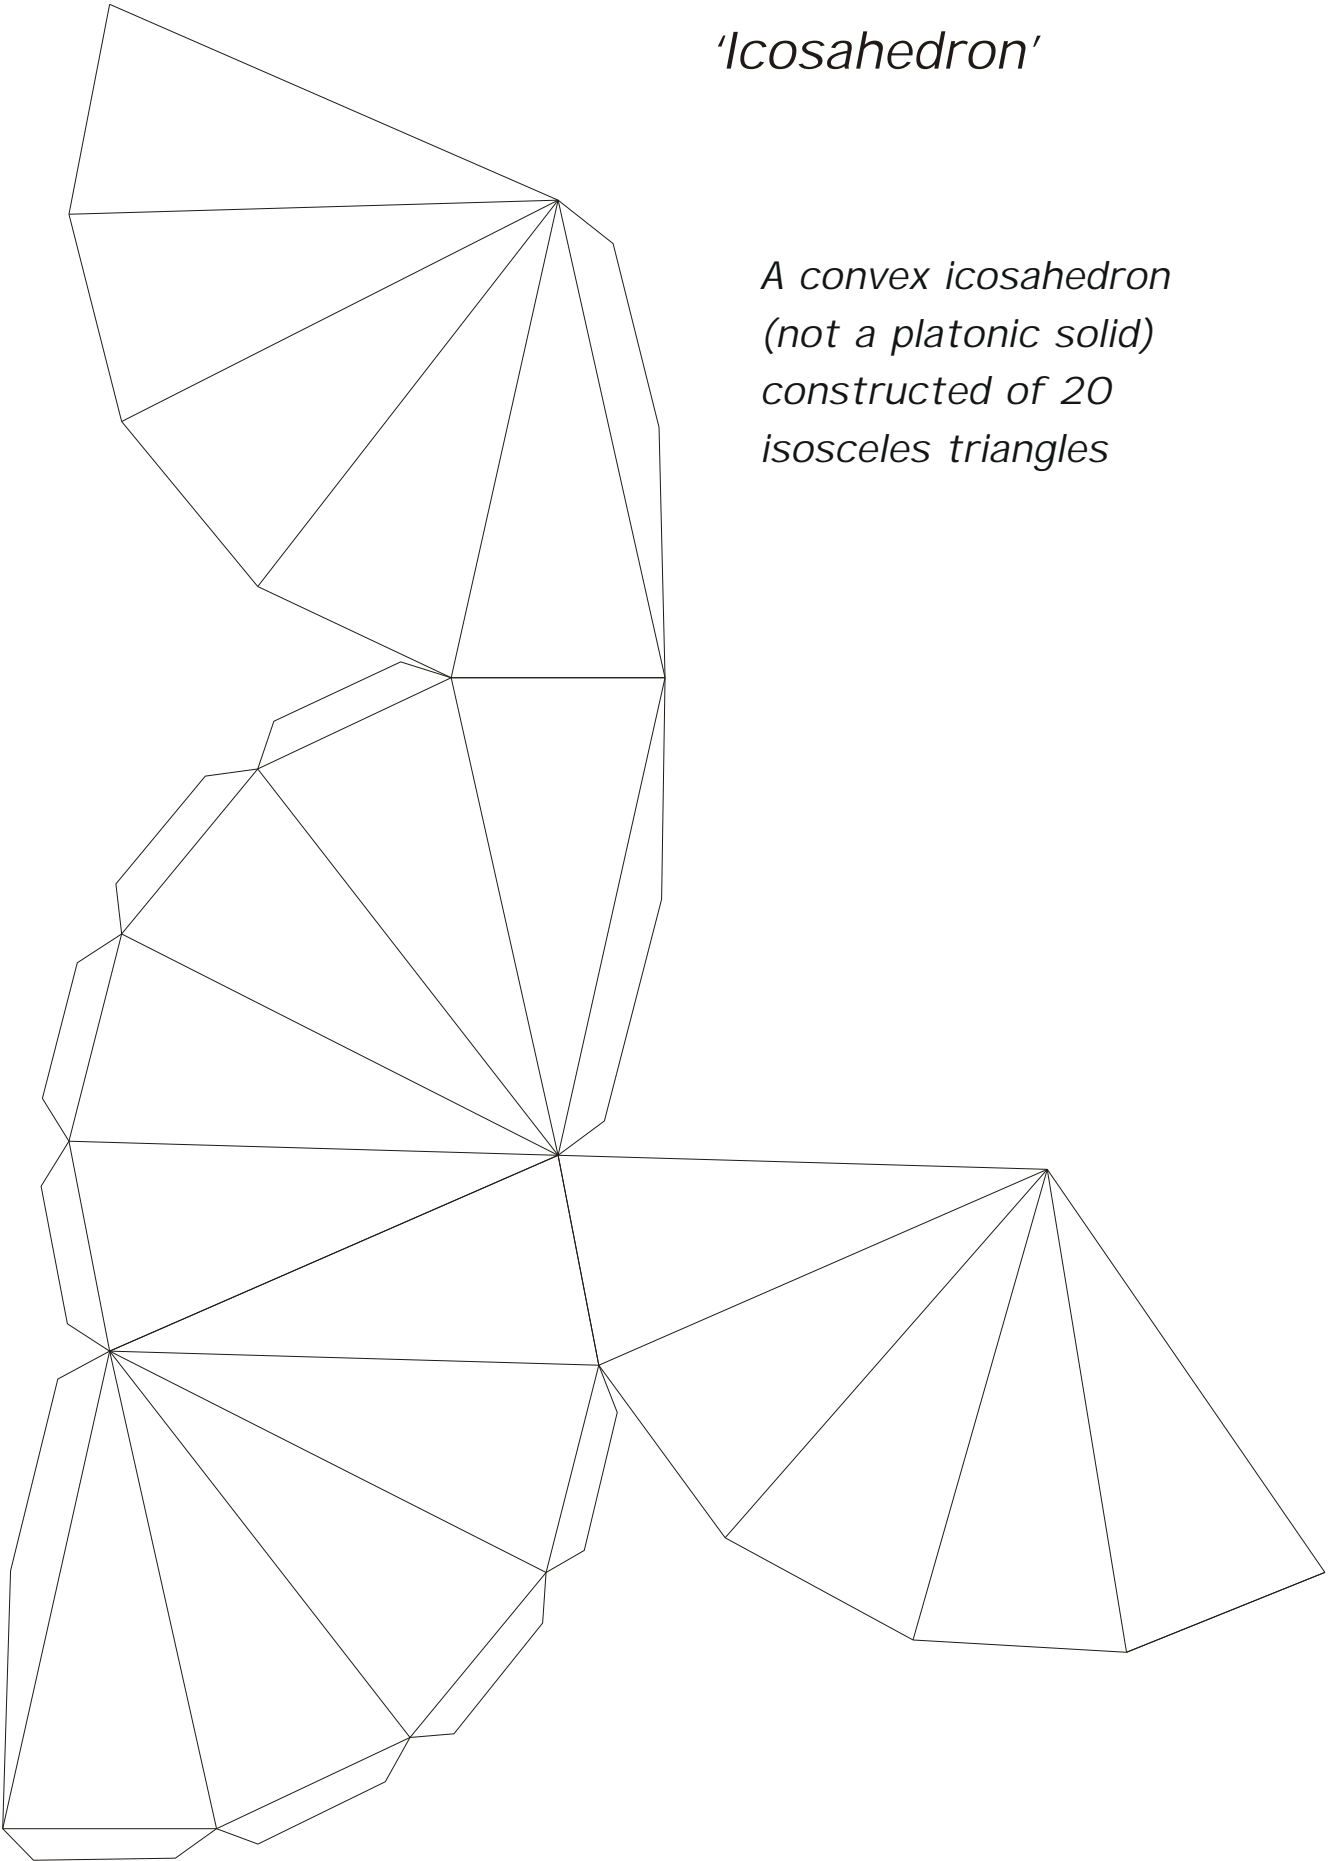 ‘Icosahedron’
A convex icosahedron
(not a platonic solid)
constructed of 20
isosceles triangles